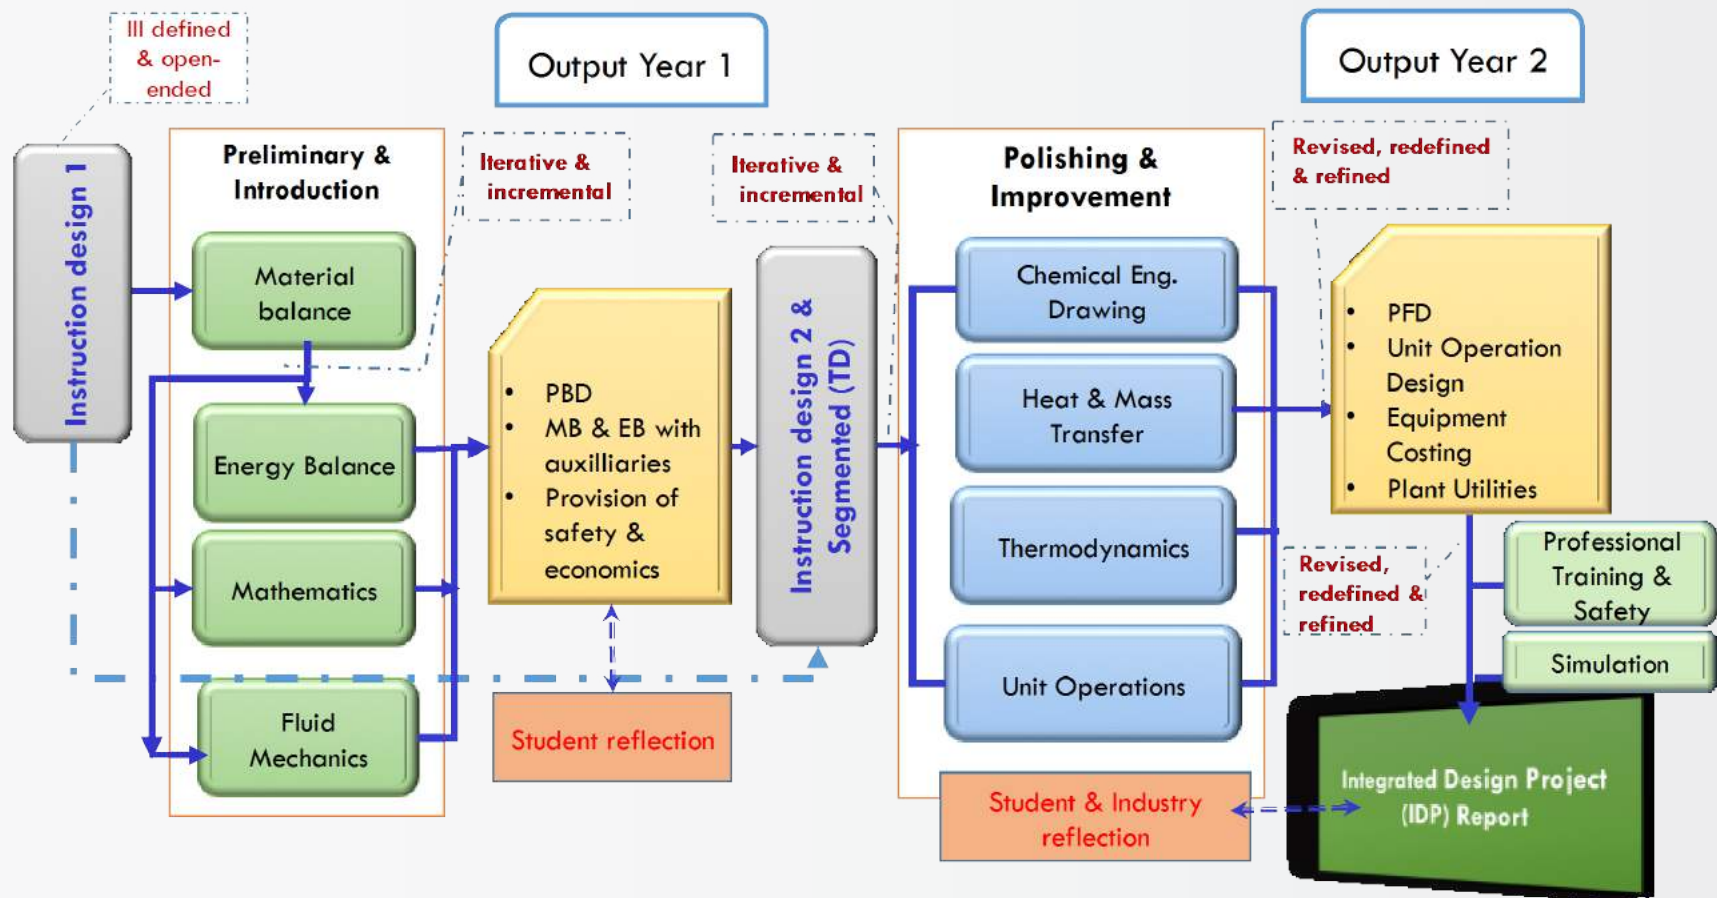 III defined
& open-
ended
Output Year 1
Output Year 2
Instruction design 1
Preliminary &
Introduction
Material
balance
Energy Balance
Mathematics
Fluid
Mechanics
Iterative &
incremental
• PBD
• MB & EB with
auxilliaries
• Provision of
safety &
economics
Student reflection
Instruction design 2 &
Segmented (TD)
Iterative &
incremental
Polishing &
Improvement
Chemical Eng.
Drawing
Heat & Mass
Transfer
Thermodynamics
Unit Operations
Student & Industry
reflection
Revised, redefined
& refined
• PFD
• Unit Operation
Design
• Equipment
Costing
• Plant Utilities
Revised,
redefined &
refined
Professional
Training &
Safety
Simulation
Integrated Design Project
(IDP) Report